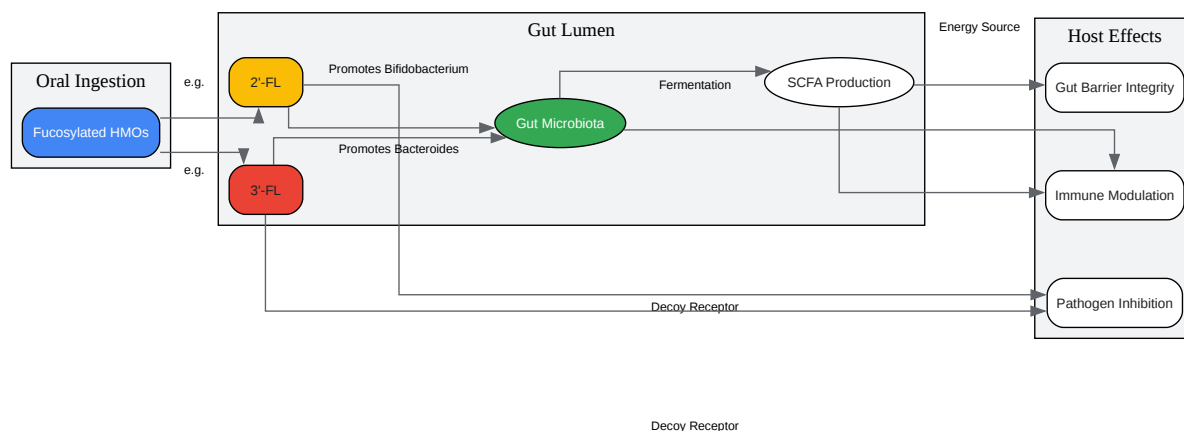 Oral Ingestion
Fucosylated HMOs
e.g.
e.g.
Gut Lumen
2'-FL
3'-FL
Promotes Bifidobacterium
Promotes Bacteroides
Gut Microbiota
Fermentation
SCFA Production
Energy Source
Host Effects
Gut Barrier Integrity
Immune Modulation
Pathogen Inhibition
Decoy Receptor
Decoy Receptor